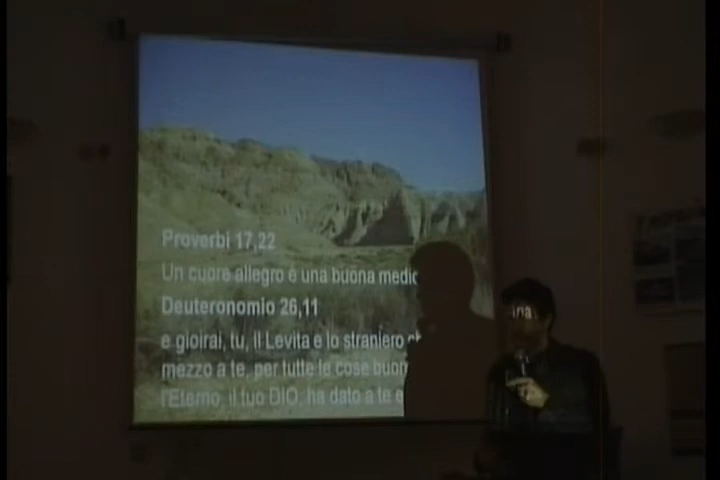 Proverbi 17,22
Un cuore allegro è una buona medic ina
Deuteronomio 26,11
e gioirai, tu, il Levita e lo straniero
mezzo a te, per tutte le cose buon
l'Eterno, il tuo DIO, ha dato a te e